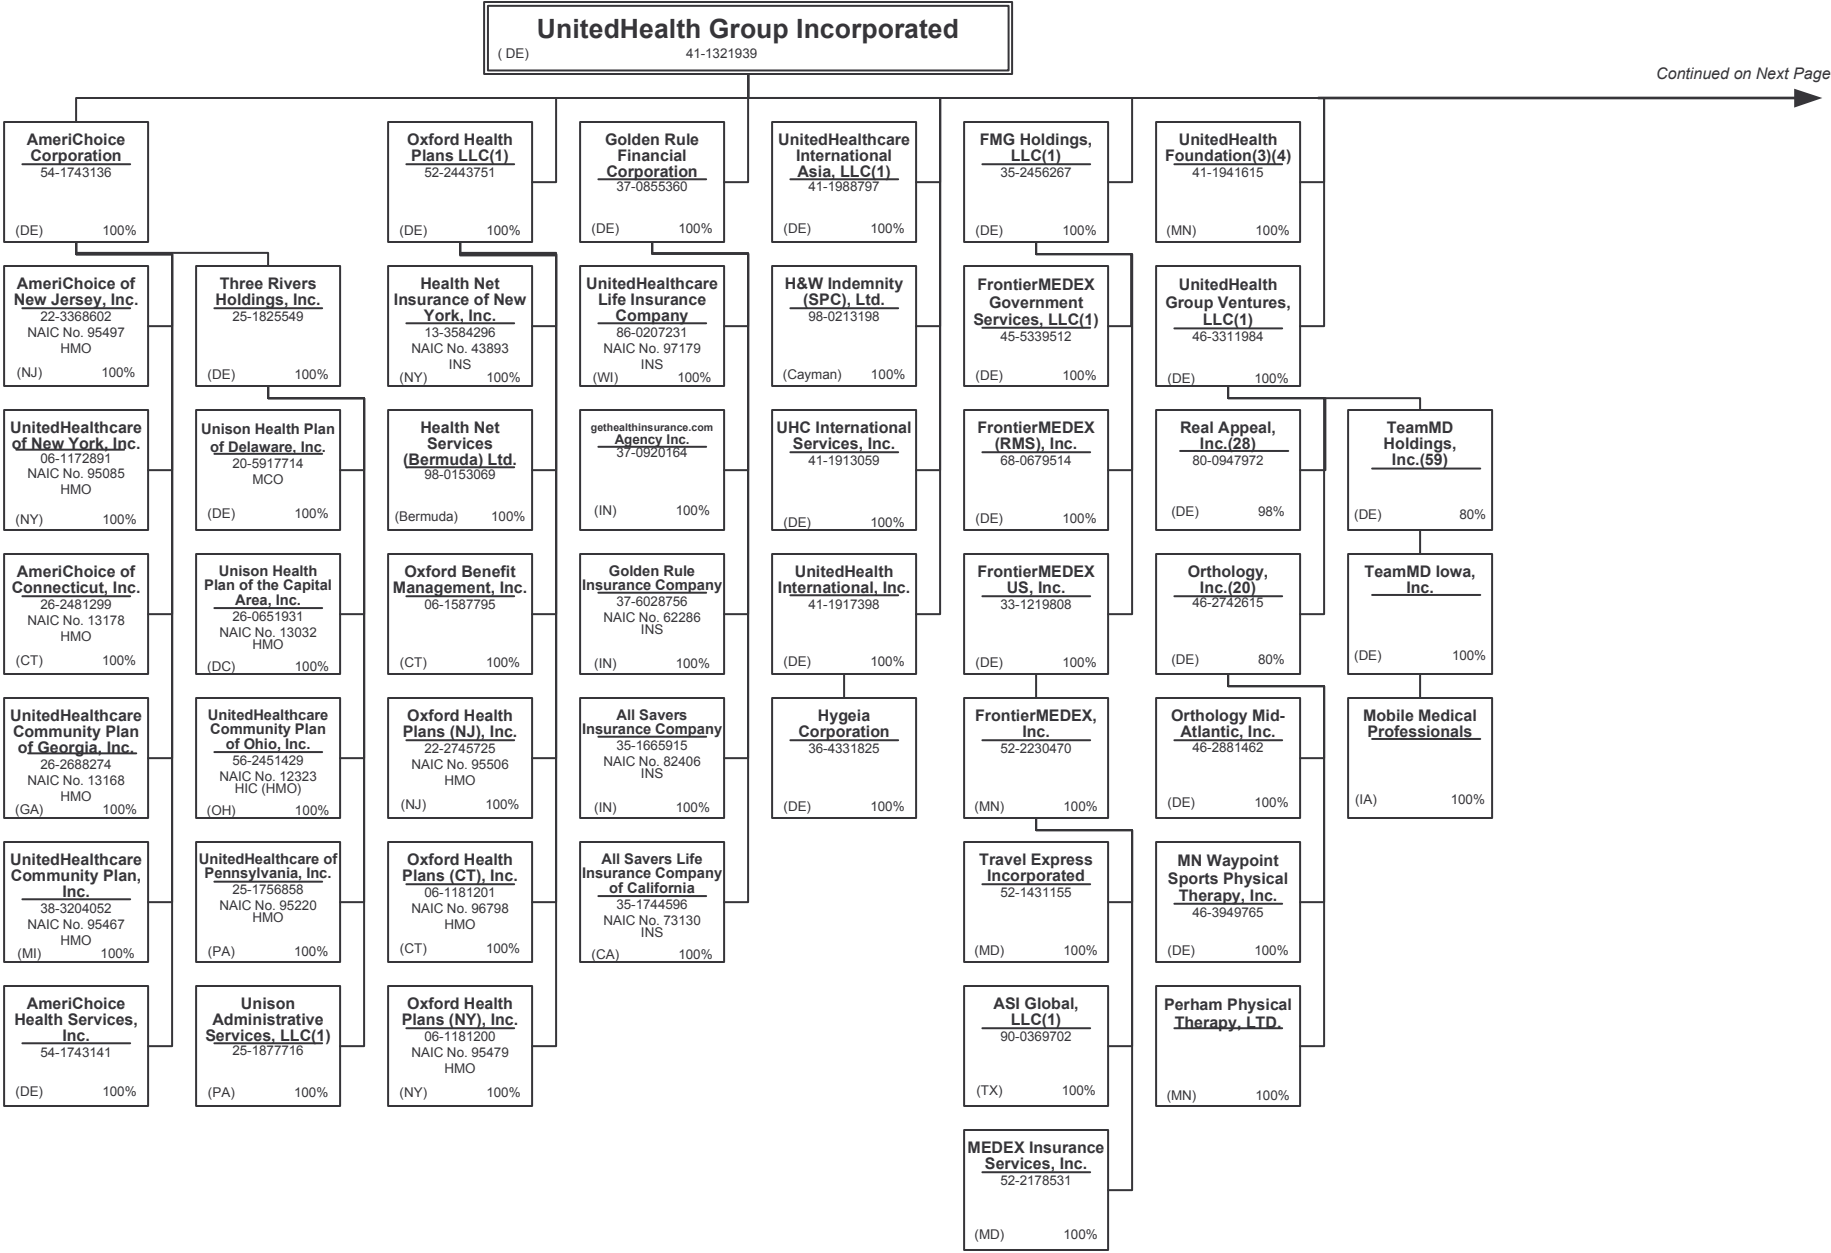 UnitedHealth Group Incorporated
( DE)
41-1321939
Continued on Next Page
AmeriChoice
Corporation
54-1743136
(DE) 100%
Oxford Health
Plans LLC(1)
52-2443751
(DE) 100%
Golden Rule
Financial
Corporation
37-0855360
(DE) 100%
UnitedHealthcare
International
Asia, LLC(1)
41-1988797
(DE) 100%
FMG Holdings,
LLC(1)
35-2456267
(DE) 100%
UnitedHealth
Foundation(3)(4)
41-1941615
(MN) 100%
AmeriChoice of
New Jersey, Inc.
22-3368602
NAIC No. 95497
HMO
(NJ) 100%
Three Rivers
Holdings, Inc.
25-1825549
(DE) 100%
Health Net
Insurance of New
York, Inc.
13-3584296
NAIC No. 43893
INS
(NY) 100%
UnitedHealthcare
Life Insurance
Company
86-0207231
NAIC No. 97179
INS
(WI) 100%
H&W Indemnity
(SPC), Ltd.
98-0213198
(Cayman) 100%
FrontierMEDEX
Government
Services, LLC(1)
45-5339512
(DE) 100%
UnitedHealth
Group Ventures,
LLC(1)
46-3311984
(DE) 100%
UnitedHealthcare
of New York, Inc.
06-1172891
NAIC No. 95085
HMO
(NY) 100%
Unison Health Plan
of Delaware, Inc.
20-5917714
MCO
(DE) 100%
Health Net
Services
(Bermuda) Ltd.
98-0153069
(Bermuda) 100%
gethealthinsurance.com
Agency Inc.
37-0920164
(IN) 100%
UHC International
Services, Inc.
41-1913059
(DE) 100%
FrontierMEDEX
(RMS), Inc.
68-0679514
(DE) 100%
Real Appeal,
Inc.(28)
80-0947972
(DE) 98%
TeamMD
Holdings,
Inc.(59)
(DE) 80%
AmeriChoice of
Connecticut, Inc.
26-2481299
NAIC No. 13178
HMO
(CT) 100%
Unison Health
Plan of the Capital
Area, Inc.
26-0651931
NAIC No. 13032
HMO
(DC) 100%
Oxford Benefit
Management, Inc.
06-1587795
(CT) 100%
Golden Rule
Insurance Company
37-6028756
NAIC No. 62286
INS
(IN) 100%
UnitedHealth
International, Inc.
41-1917398
(DE) 100%
FrontierMEDEX
US, Inc.
33-1219808
(DE) 100%
Orthology,
Inc.(20)
46-2742615
(DE) 80%
TeamMD Iowa,
Inc.
(DE) 100%
UnitedHealthcare
Community Plan
of Georgia, Inc.
26-2688274
NAIC No. 13168
HMO
(GA) 100%
UnitedHealthcare
Community Plan
of Ohio, Inc.
56-2451429
NAIC No. 12323
HIC (HMO)
(OH) 100%
Oxford Health
Plans (NJ), Inc.
22-2745725
NAIC No. 95506
HMO
(NJ) 100%
All Savers
Insurance Company
35-1665915
NAIC No. 82406
INS
(IN) 100%
Hygeia
Corporation
36-4331825
(DE) 100%
FrontierMEDEX,
Inc.
52-2230470
(MN) 100%
Orthology Mid-
Atlantic, Inc.
46-2881462
(DE) 100%
Mobile Medical
Professionals
(IA) 100%
UnitedHealthcare
Community Plan,
Inc.
38-3204052
NAIC No. 95467
HMO
(MI) 100%
UnitedHealthcare of
Pennsylvania, Inc.
25-1756858
NAIC No. 95220
HMO
(PA) 100%
Oxford Health
Plans (CT), Inc.
06-1181201
NAIC No. 96798
HMO
(CT) 100%
All Savers Life
Insurance Company
of California
35-1744596
NAIC No. 73130
INS
(CA) 100%
Travel Express
Incorporated
52-1431155
(MD) 100%
MN Waypoint
Sports Physical
Therapy, Inc.
46-3949765
(DE) 100%
AmeriChoice
Health Services,
Inc.
54-1743141
(DE) 100%
Unison
Administrative
Services, LLC(1)
25-1877716
(PA) 100%
Oxford Health
Plans (NY), Inc.
06-1181200
NAIC No. 95479
HMO
(NY) 100%
ASI Global,
LLC(1)
90-0369702
(TX) 100%
Perham Physical
Therapy, LTD.
(MN) 100%
MEDEX Insurance
Services, Inc.
52-2178531
(MD) 100%